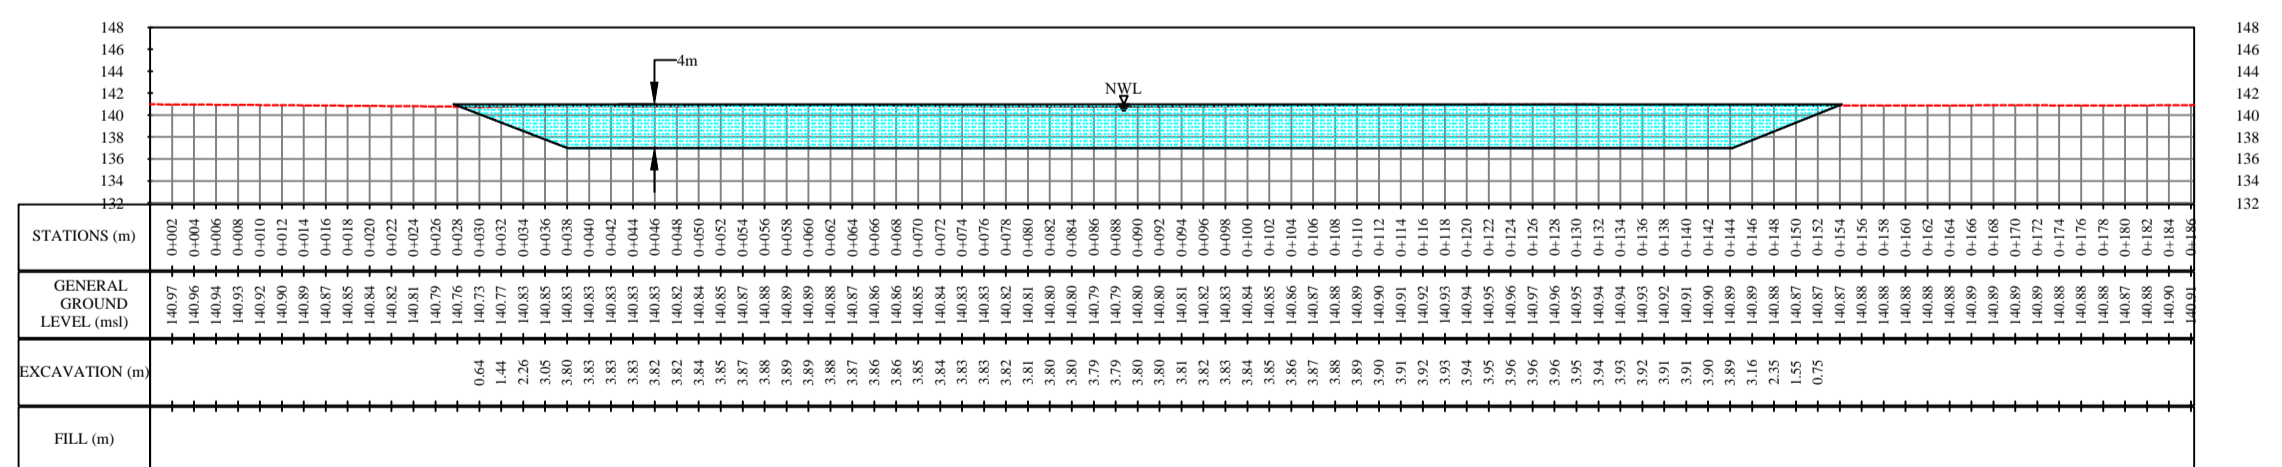 148 148
146 146
144 144
142 142
140 140
138 138
136 136
134 134
132 132
4m
NWL
STATIONS (m) 0+002 0+004 0+006 0+008 0+010 0+012 0+014 0+016 0+018 0+020 0+022 0+024 0+026 0+028 0+030 0+032 0+034 0+036 0+038 0+040 0+042 0+044 0+046 0+048 0+050 0+052 0+054 0+056 0+058 0+060 0+062 0+064 0+066 0+068 0+070 0+072 0+074 0+076 0+078 0+080 0+082 0+084 0+086 0+088 0+090 0+092 0+094 0+096 0+098 0+100 0+102 0+104 0+106 0+108 0+110 0+112 0+114 0+116 0+118 0+120 0+122 0+124 0+126 0+128 0+130 0+132 0+134 0+136 0+138 0+140 0+142 0+144 0+146 0+148 0+150 0+152 0+154 0+156 0+158 0+160 0+162 0+164 0+166 0+168 0+170 0+172 0+174 0+176 0+178 0+180 0+182 0+184 0+186
GENERAL
GROUND
LEVEL (msl) 140.97 140.96 140.94 140.93 140.92 140.90 140.89 140.87 140.85 140.84 140.82 140.81 140.79 140.76 140.73 140.77 140.83 140.85 140.83 140.83 140.83 140.83 140.83 140.82 140.84 140.85 140.87 140.88 140.89 140.89 140.88 140.87 140.86 140.86 140.85 140.84 140.83 140.83 140.82 140.81 140.80 140.80 140.79 140.79 140.80 140.80 140.81 140.82 140.83 140.84 140.85 140.86 140.87 140.88 140.89 140.90 140.91 140.92 140.93 140.94 140.95 140.96 140.97 140.96 140.95 140.94 140.94 140.93 140.92 140.91 140.90 140.89 140.89 140.88 140.87 140.87 140.87 140.88 140.88 140.88 140.88 140.88 140.89 140.89 140.89 140.89 140.88 140.88 140.88 140.87 140.88 140.90 140.91
EXCAVATION (m) 0.64 1.44 2.26 3.05 3.80 3.83 3.83 3.83 3.82 3.82 3.84 3.85 3.87 3.88 3.89 3.89 3.88 3.87 3.86 3.86 3.85 3.84 3.83 3.83 3.82 3.81 3.80 3.80 3.79 3.79 3.80 3.80 3.81 3.82 3.83 3.84 3.85 3.86 3.87 3.88 3.89 3.90 3.91 3.92 3.93 3.94 3.95 3.96 3.96 3.96 3.95 3.94 3.93 3.92 3.91 3.91 3.90 3.89 3.16 2.35 1.55 0.75
FILL (m)